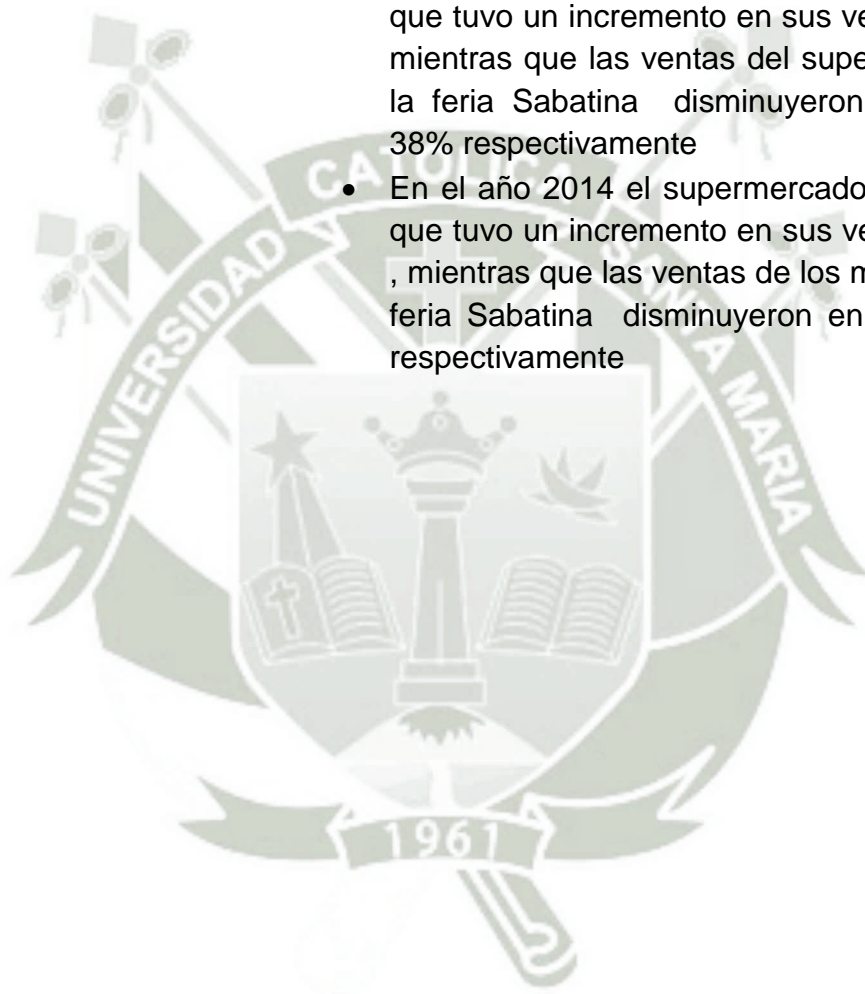 que tuvo un incremento en sus ve
mientras que las ventas del supe
la feria Sabatina disminuyeron
38% respectivamente
• En el año 2014 el supermercado
que tuvo un incremento en sus ve
, mientras que las ventas de los m
feria Sabatina disminuyeron en
respectivamente
UNIVERSIDAD CATOLICA SANTA MARIA
1961